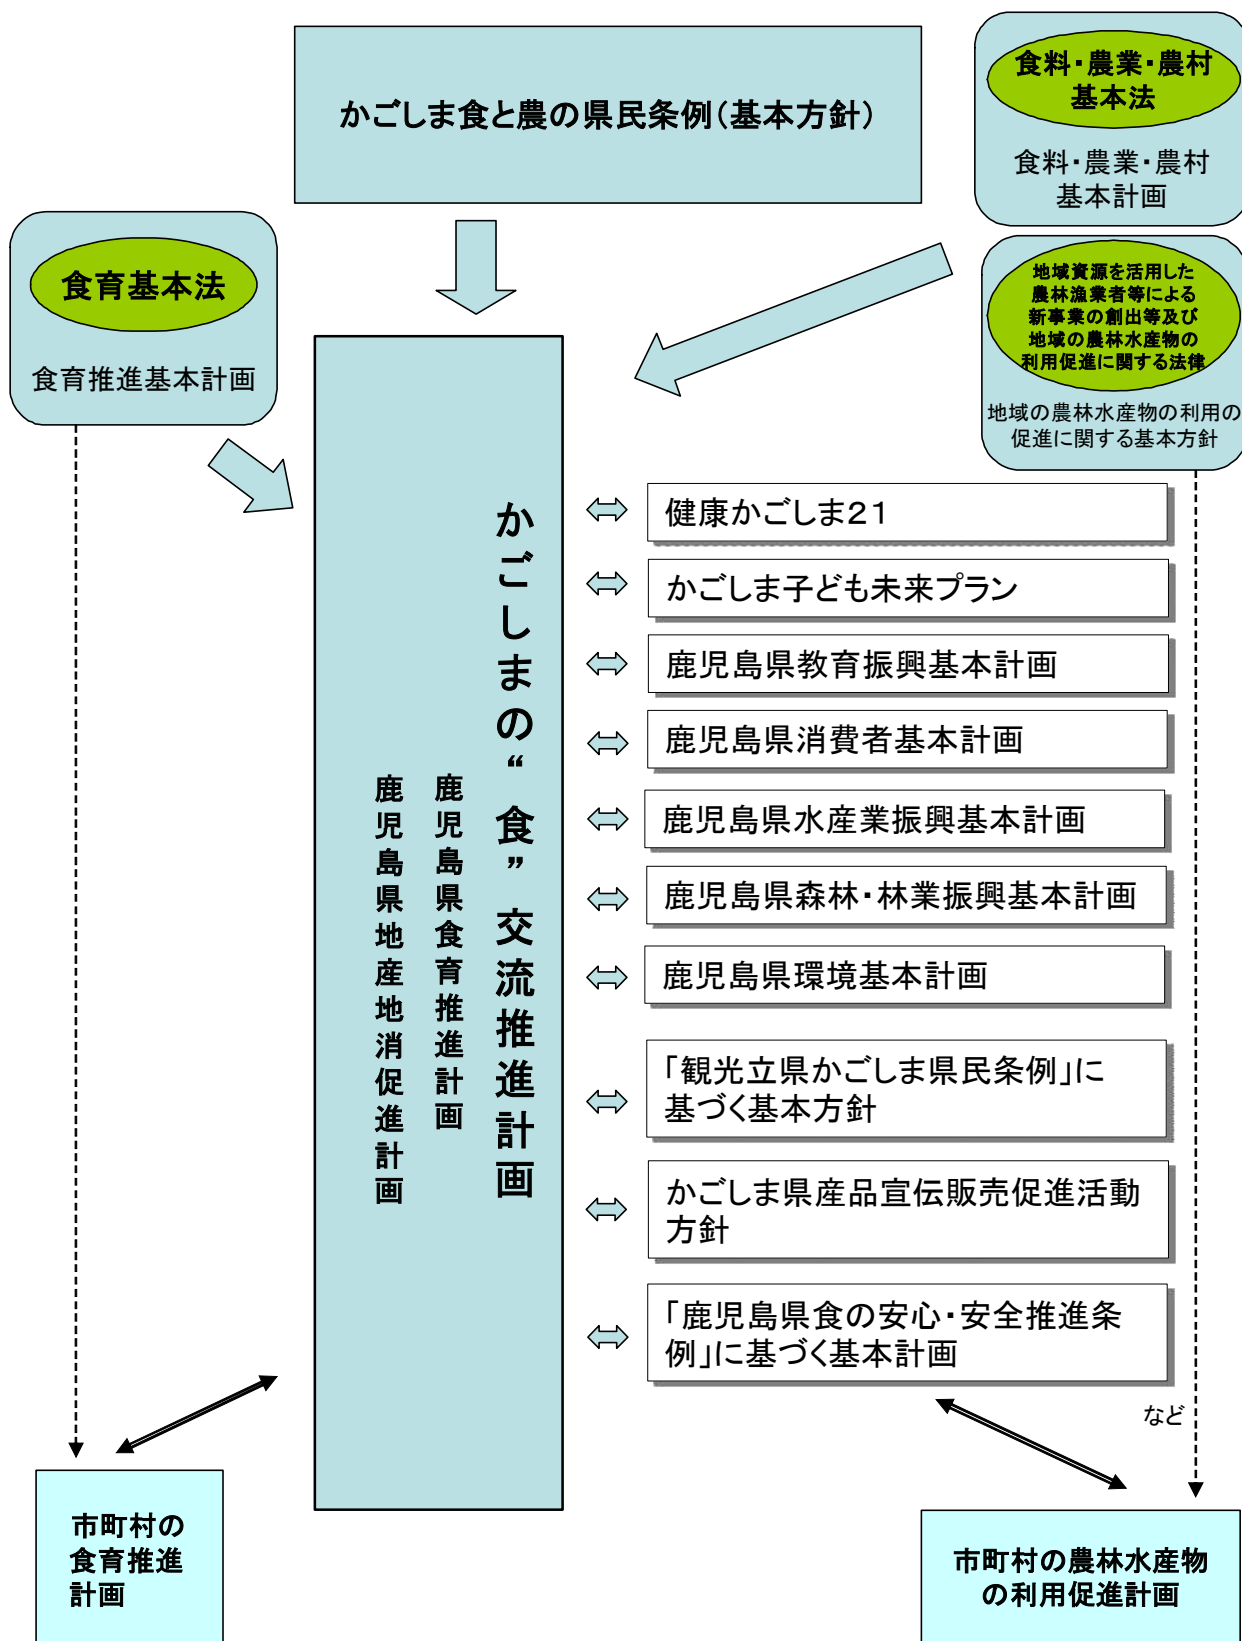 かごしま食と農の県民条例(基本方針)
食料・農業・農村
基本法
食料・農業・農村
基本計画
食育基本法
食育推進基本計画
地域資源を活用した
農林漁業者等による
新事業の創出等及び
地域の農林水産物の
利用促進に関する法律
地域の農林水産物の利用の
促進に関する基本方針
かごしまの“食”交流推進計画
鹿児島県食育推進計画
鹿児島県地産地消促進計画
健康かごしま21
かごしま子ども未来プラン
鹿児島県教育振興基本計画
鹿児島県消費者基本計画
鹿児島県水産業振興基本計画
鹿児島県森林・林業振興基本計画
鹿児島県環境基本計画
「観光立県かごしま県民条例」に
基づく基本方針
かごしま県産品宣伝販売促進活動
方針
「鹿児島県食の安心・安全推進条
例」に基づく基本計画
など
市町村の
食育推進
計画
市町村の農林水産物
の利用促進計画